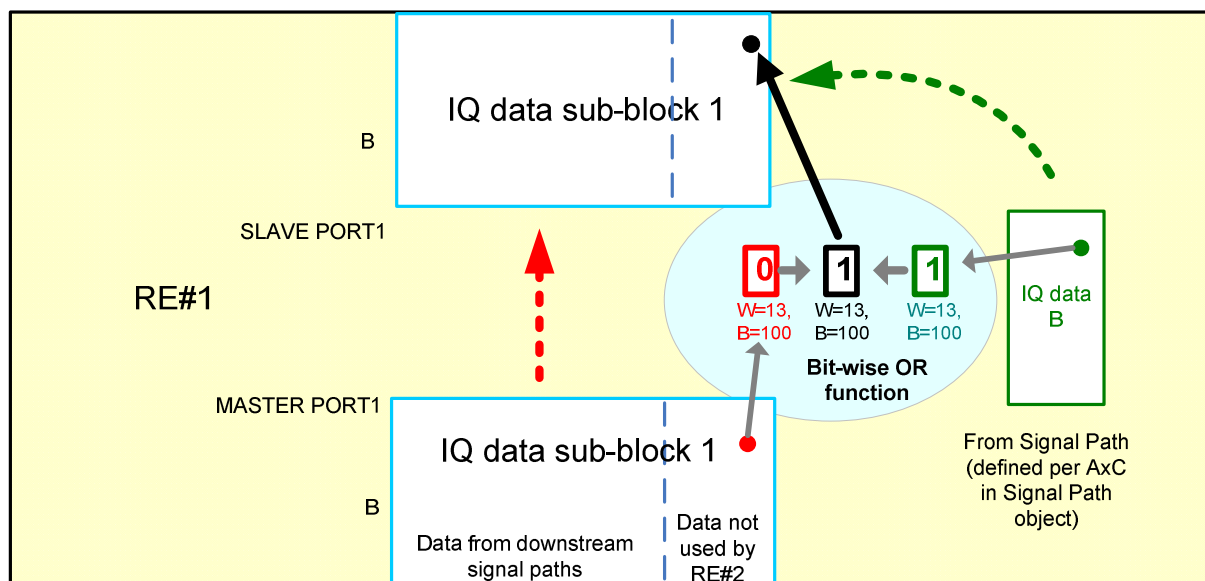 IQ data sub-block 1
B
SLAVE PORT1
RE#1
0
1
1
W=13,
B=100
W=13,
B=100
W=13,
B=100
Bit-wise OR
function
IQ data
B
MASTER PORT1
IQ data sub-block 1
B
Data from downstream
signal paths
Data not
used by
RE#2
From Signal Path
(defined per AxC
in Signal Path
object)